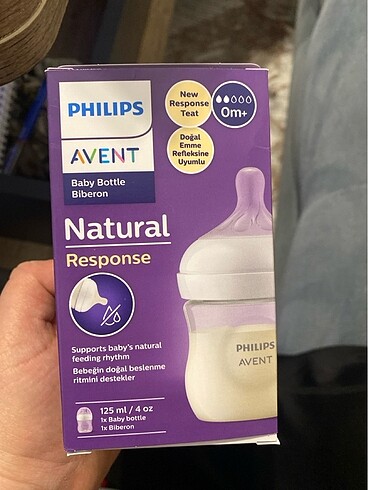 PHILIPS
AVENT
Baby Bottle
Biberon
New
Response
Teat
0m+
Doğal
Emme
Refleksine
Uyumlu
Natural
Response
Supports baby's natural
feeding rhythm
Bebeğin doğal beslenme
ritmini destekler
125 ml / 4 oz
1x Baby bottle
1x Biberon
PHILIPS
AVENT